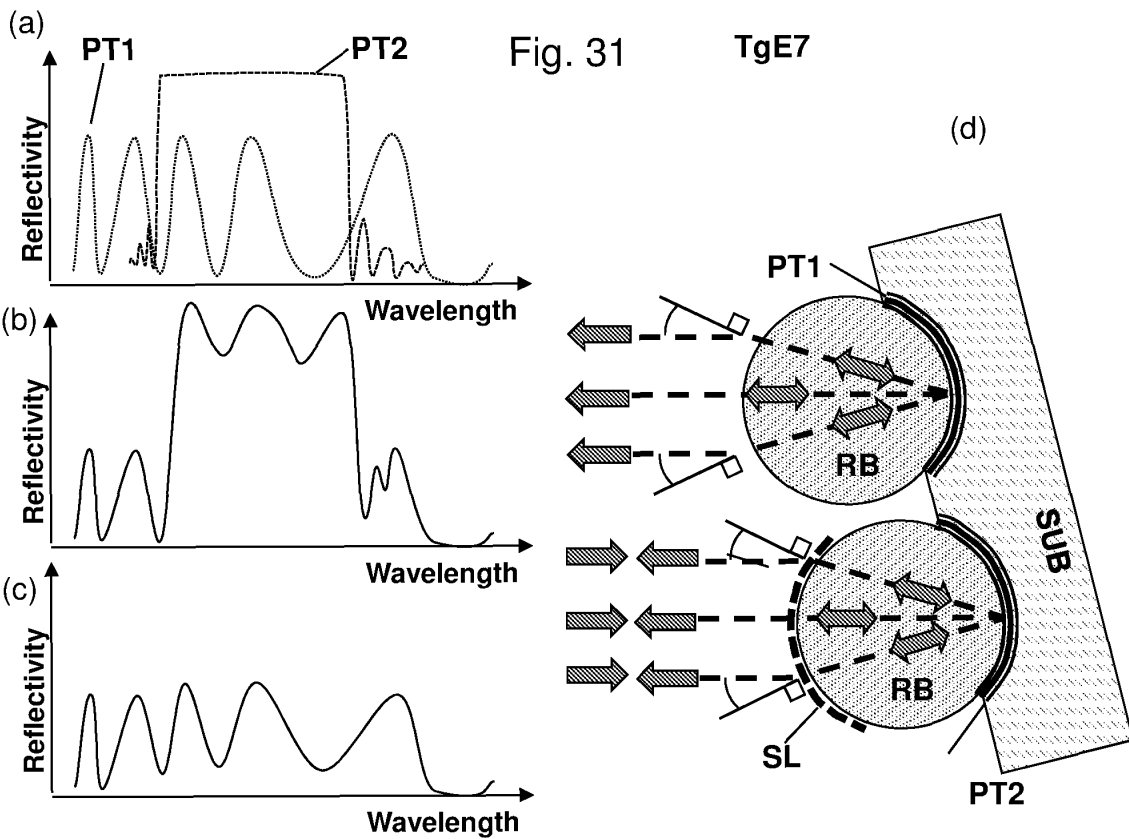 (a)
PT1
PT2
Fig. 31
TgE7
Reflectivity
Wavelength
(b)
Reflectivity
Wavelength
(c)
Reflectivity
Wavelength
(d)
PT1
RB
SUB
RB
SL
PT2